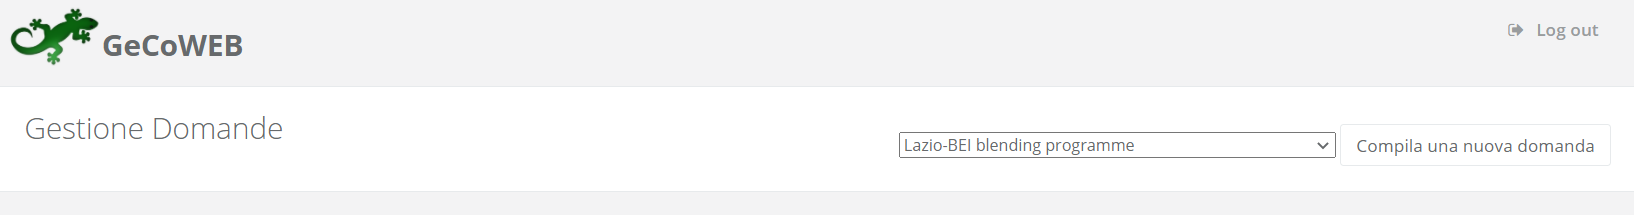 GeCoWEB
Log out
Gestione Domande
Lazio-BEI blending programme
Compila una nuova domanda